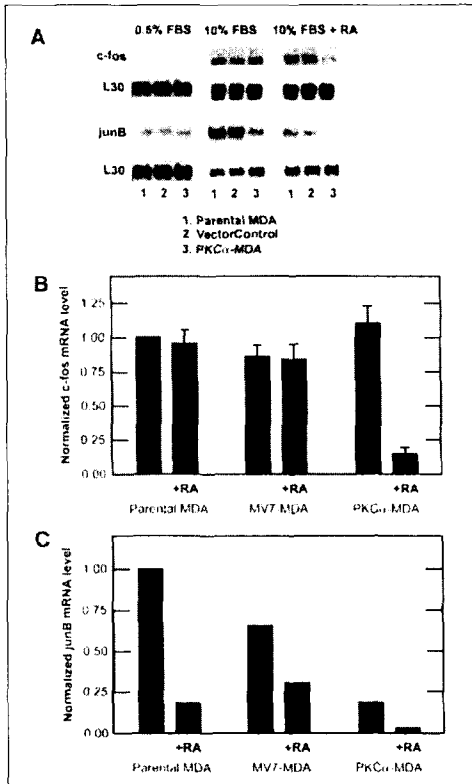 A
0.5% FBS 10% FBS 10% FBS + RA
c-fos
L30
junB
L30
1 2 3 1 2 3 1 2 3
1. Parental MDA
2 VectorControl
3. PKCα-MDA
B
Normalized c-fos mRNA level
1.25
1.00
0.75
0.50
0.25
0.00
+RA +RA +RA
Parental MDA MV7-MDA PKCα-MDA
C
Normalized junB mRNA level
1.00
0.75
0.50
0.25
0.00
+RA +RA +RA
Parental MDA MV7-MDA PKCα-MDA